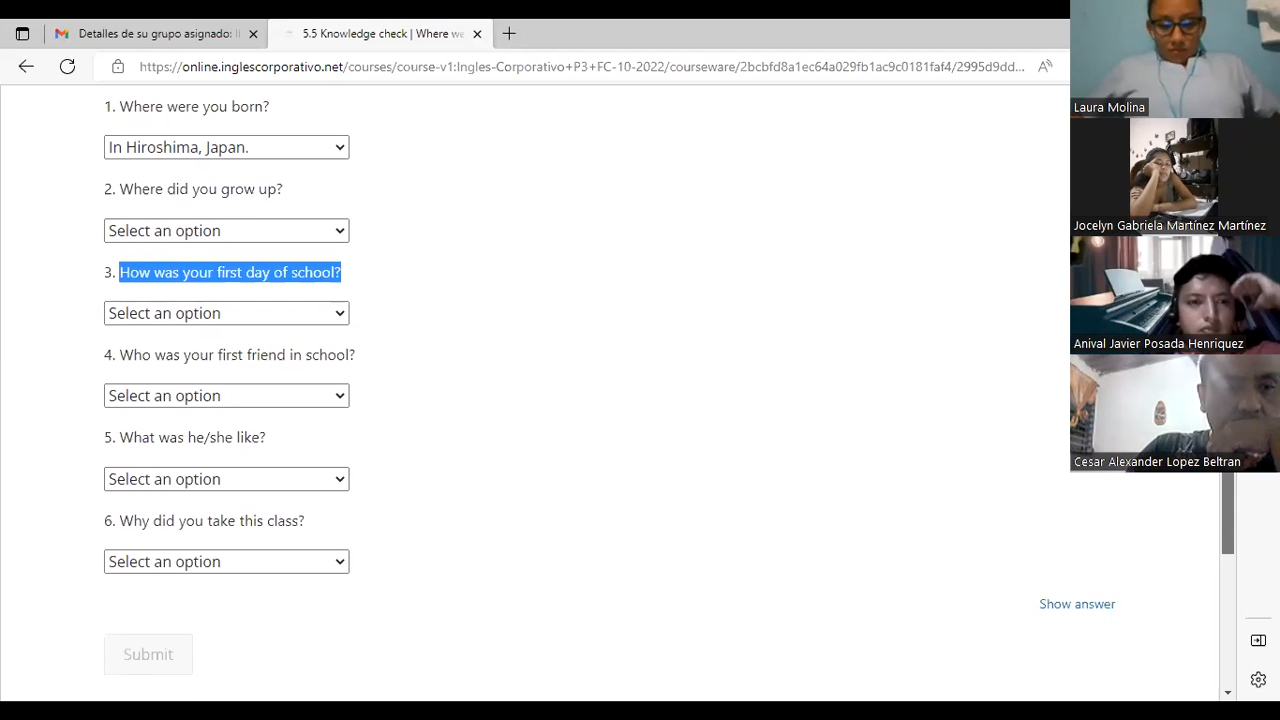 Detalles de su grupo asignado: li
5.5 Knowledge check | Where we
https://online.inglescorporativo.net/courses/course-v1:Ingles-Corporativo+P3+FC-10-2022/courseware/2bcbfd8a1ec64a029fb1ac9c0181faf4/2995d9dd...
1. Where were you born?
In Hiroshima, Japan.
2. Where did you grow up?
Select an option
3. How was your first day of school?
Select an option
4. Who was your first friend in school?
Select an option
5. What was he/she like?
Select an option
6. Why did you take this class?
Select an option
Show answer
Submit
Laura Molina
Jocelyn Gabriela Martínez Martínez
Anival Javier Posada Henriquez
Cesar Alexander Lopez Beltran